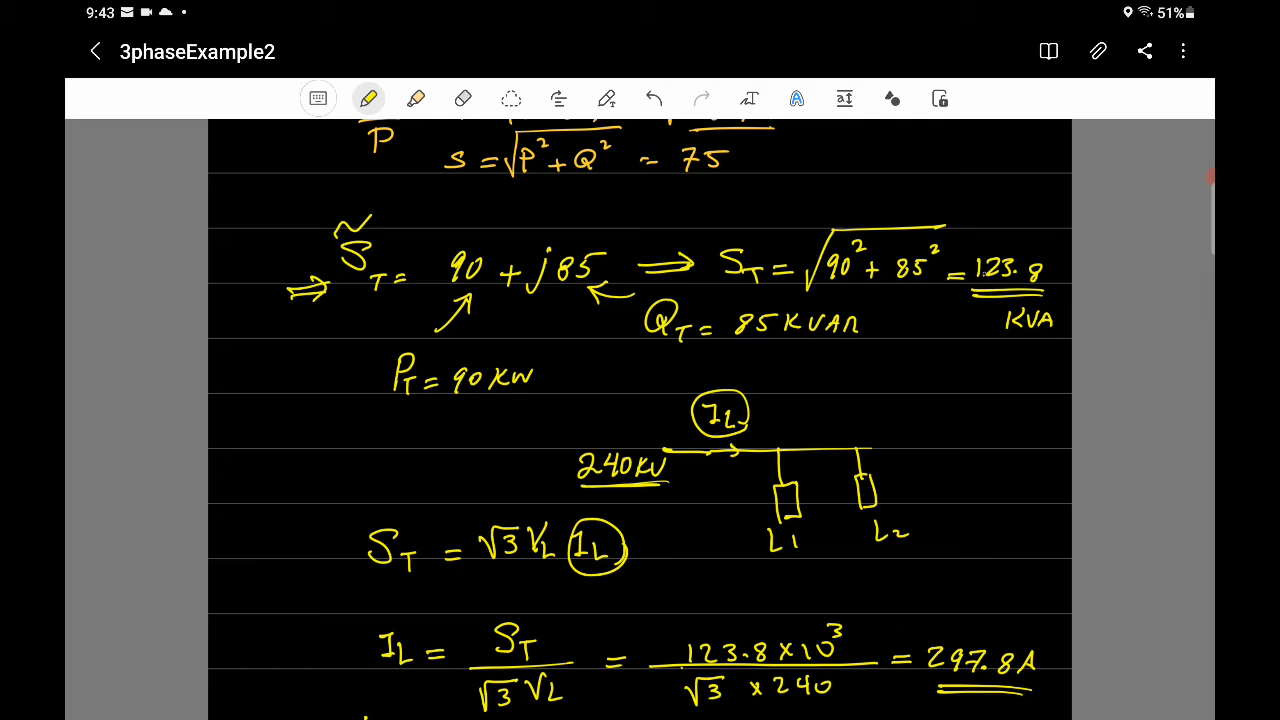 9:43 51%
3phaseExample2
P
S = √P² + Q² ~ 75
S̃T = 90 + j85 ⟹ ST = √90² + 85² = 123.8
KVA
QT = 85 KVAR
PT = 90 KW
IL
240KV
L1 L2
ST = √3 VL IL
IL = ST / √3 VL = 123.8 × 10³ / √3 × 240 = 297.8 A